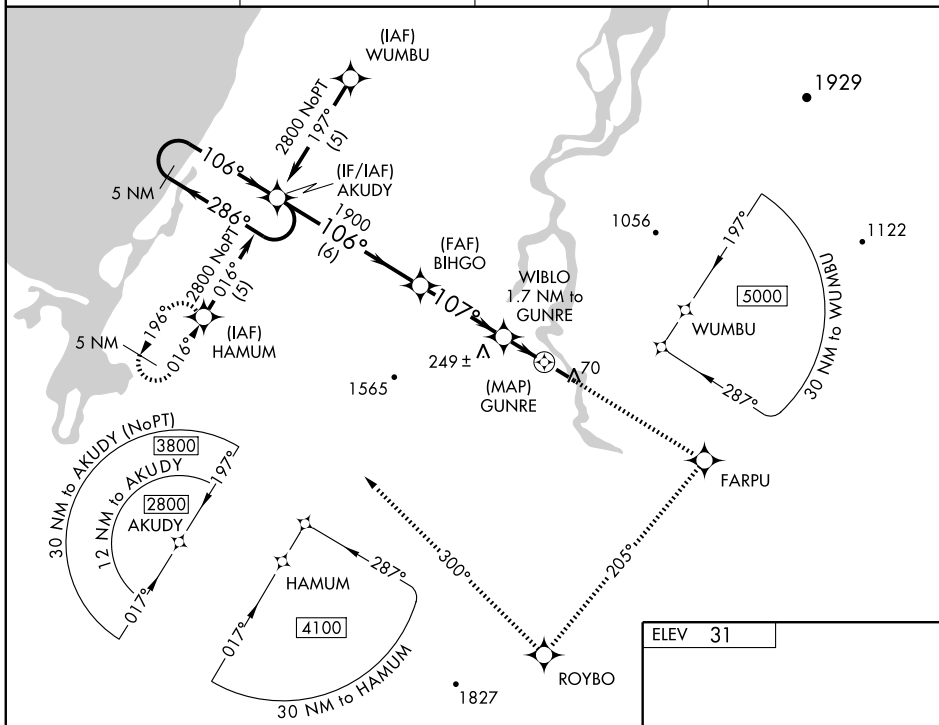 (IAF)
WUMBU
1929
2800 NoPT
197°
(5)
(IF/IAF)
AKUDY
106°
5 NM
286°
1900
106°
(6)
(FAF)
BIHGO
1056
197°
1122
5000
WUMBU
287°
30 NM to WUMBU
2800 NoPT
016°
(5)
196°
016°
5 NM
(IAF)
HAMUM
107°
WIBLO
1.7 NM to
GUNRE
249 ±
70
(MAP)
GUNRE
1565
FARPU
30 NM to AKUDY (NoPT)
3800
12 NM to AKUDY
197°
2800
AKUDY
017°
HAMUM
287°
017°
4100
30 NM to HAMUM
300°
205°
ROYBO
1827
ELEV 31